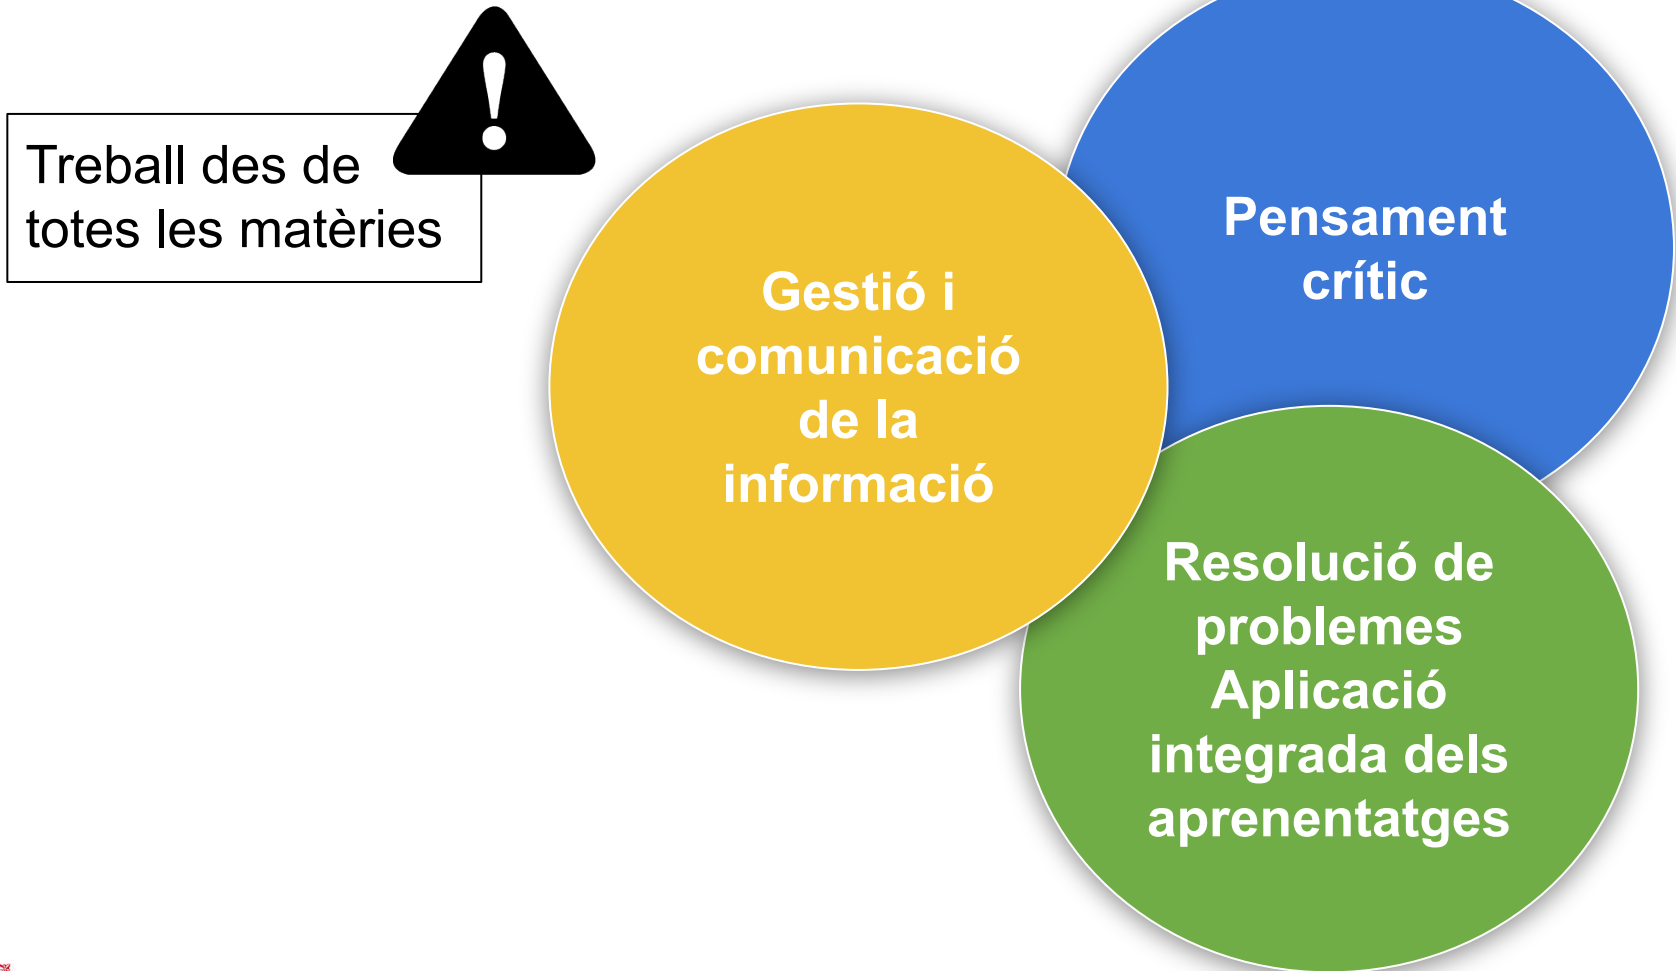 Treball des de
totes les matèries
Gestió i
comunicació
de la
informació
Pensament
crític
Resolució de
problemes
Aplicació
integrada dels
aprenentatges